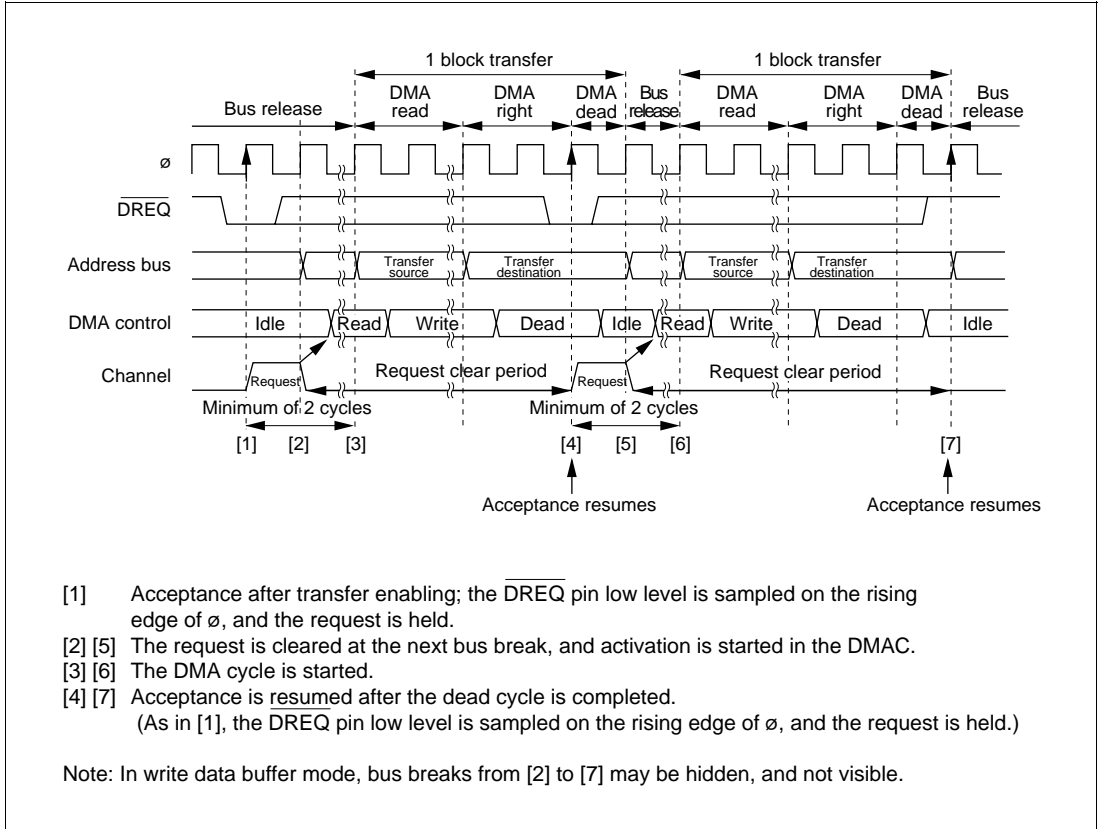 1 block transfer 1 block transfer
Bus release DMA read DMA right DMA dead Bus release DMA read DMA right DMA dead Bus release
ø
DREQ
Address bus Transfer source Transfer destination Transfer source Transfer destination
DMA control Idle Read Write Dead Idle Read Write Dead Idle
Channel Request Request clear period Request Request clear period
Minimum of 2 cycles Minimum of 2 cycles
[1] [2] [3] [4] [5] [6] [7]
Acceptance resumes Acceptance resumes
[1] Acceptance after transfer enabling; the DREQ pin low level is sampled on the rising
edge of ø, and the request is held.
[2] [5] The request is cleared at the next bus break, and activation is started in the DMAC.
[3] [6] The DMA cycle is started.
[4] [7] Acceptance is resumed after the dead cycle is completed.
(As in [1], the DREQ pin low level is sampled on the rising edge of ø, and the request is held.)
Note: In write data buffer mode, bus breaks from [2] to [7] may be hidden, and not visible.